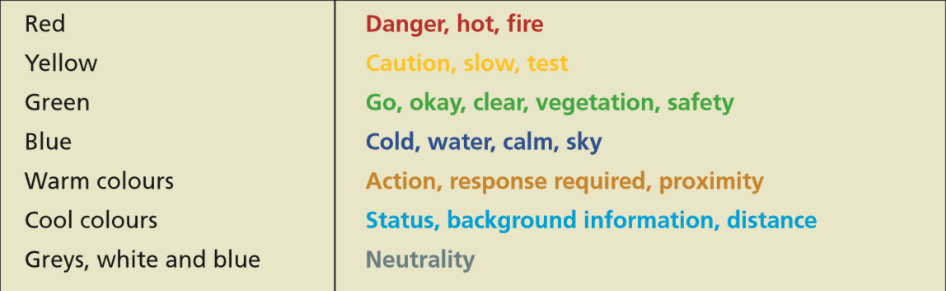 Red Danger, hot, fire
Yellow Caution, slow, test
Green Go, okay, clear, vegetation, safety
Blue Cold, water, calm, sky
Warm colours Action, response required, proximity
Cool colours Status, background information, distance
Greys, white and blue Neutrality